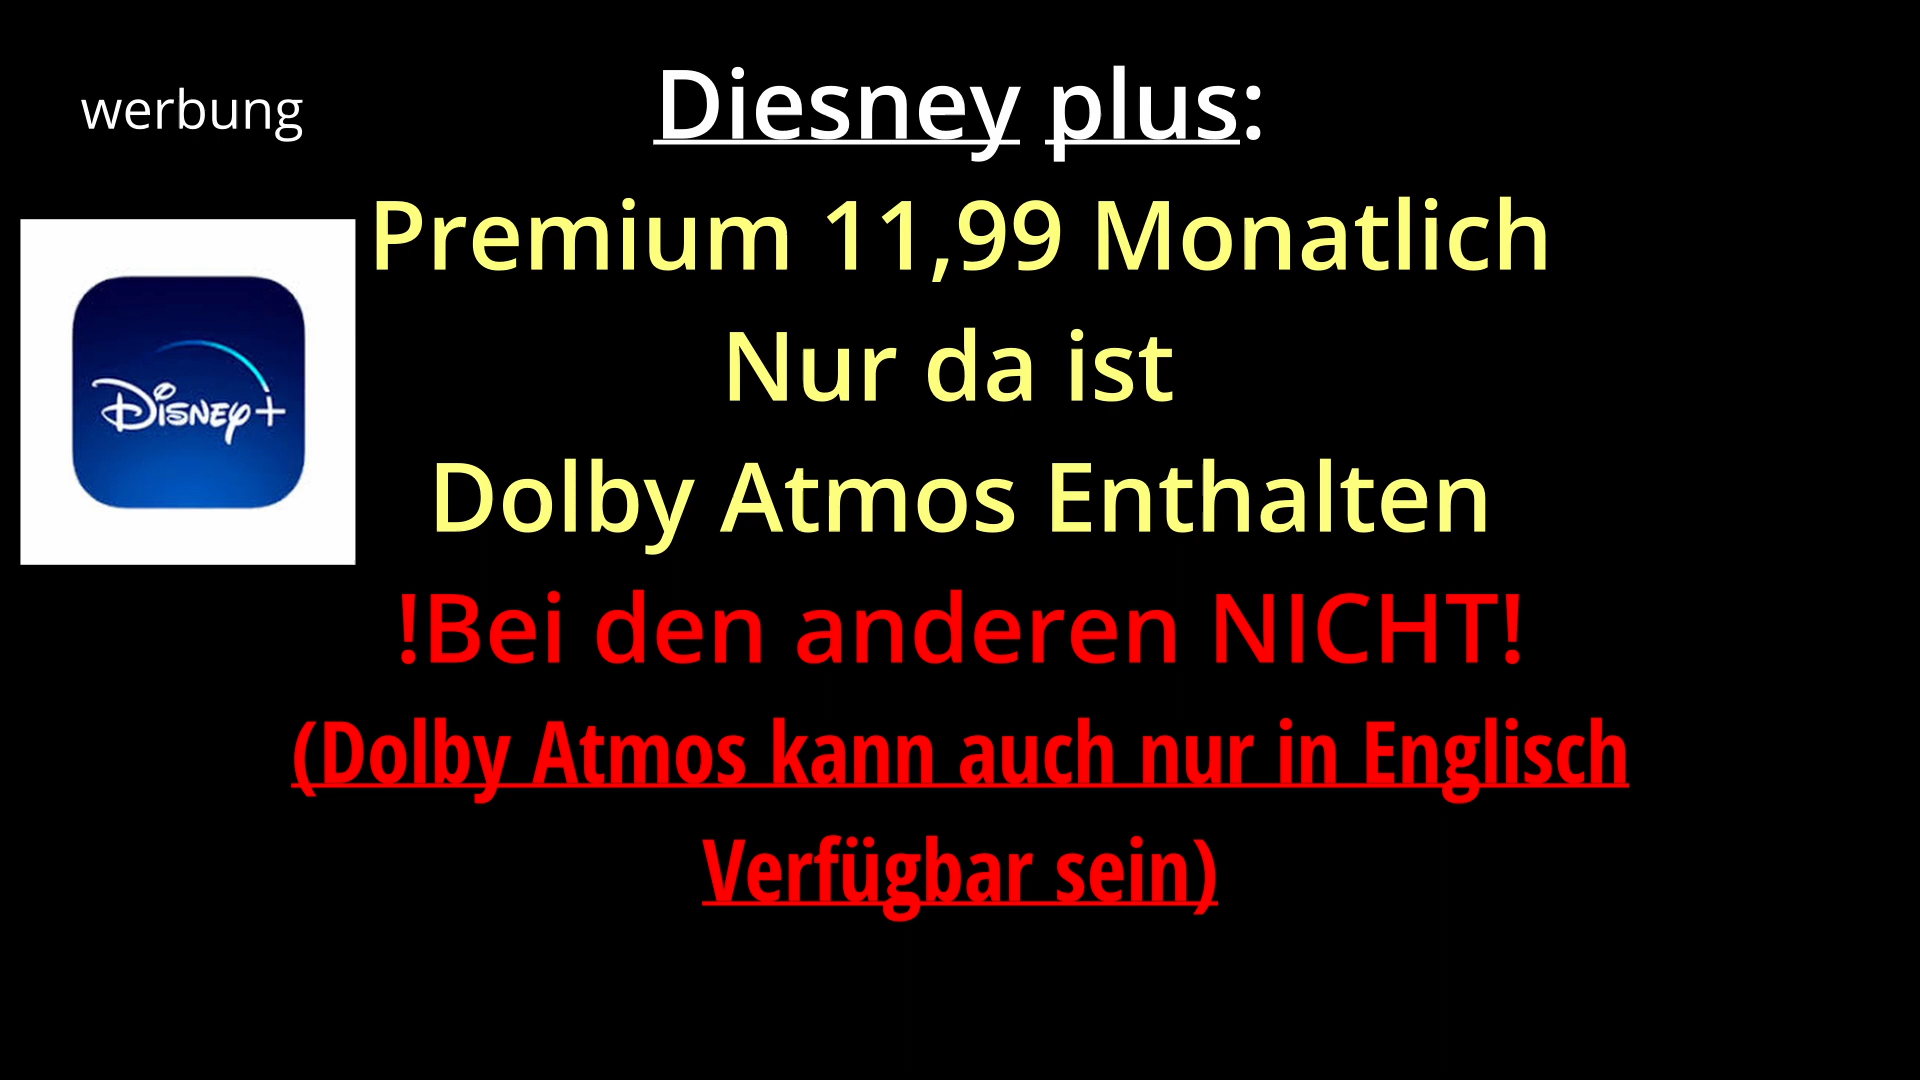 werbung
Diesney plus:
Premium 11,99 Monatlich
Disney+
Nur da ist
Dolby Atmos Enthalten
!Bei den anderen NICHT!
(Dolby Atmos kann auch nur in Englisch
Verfügbar sein)